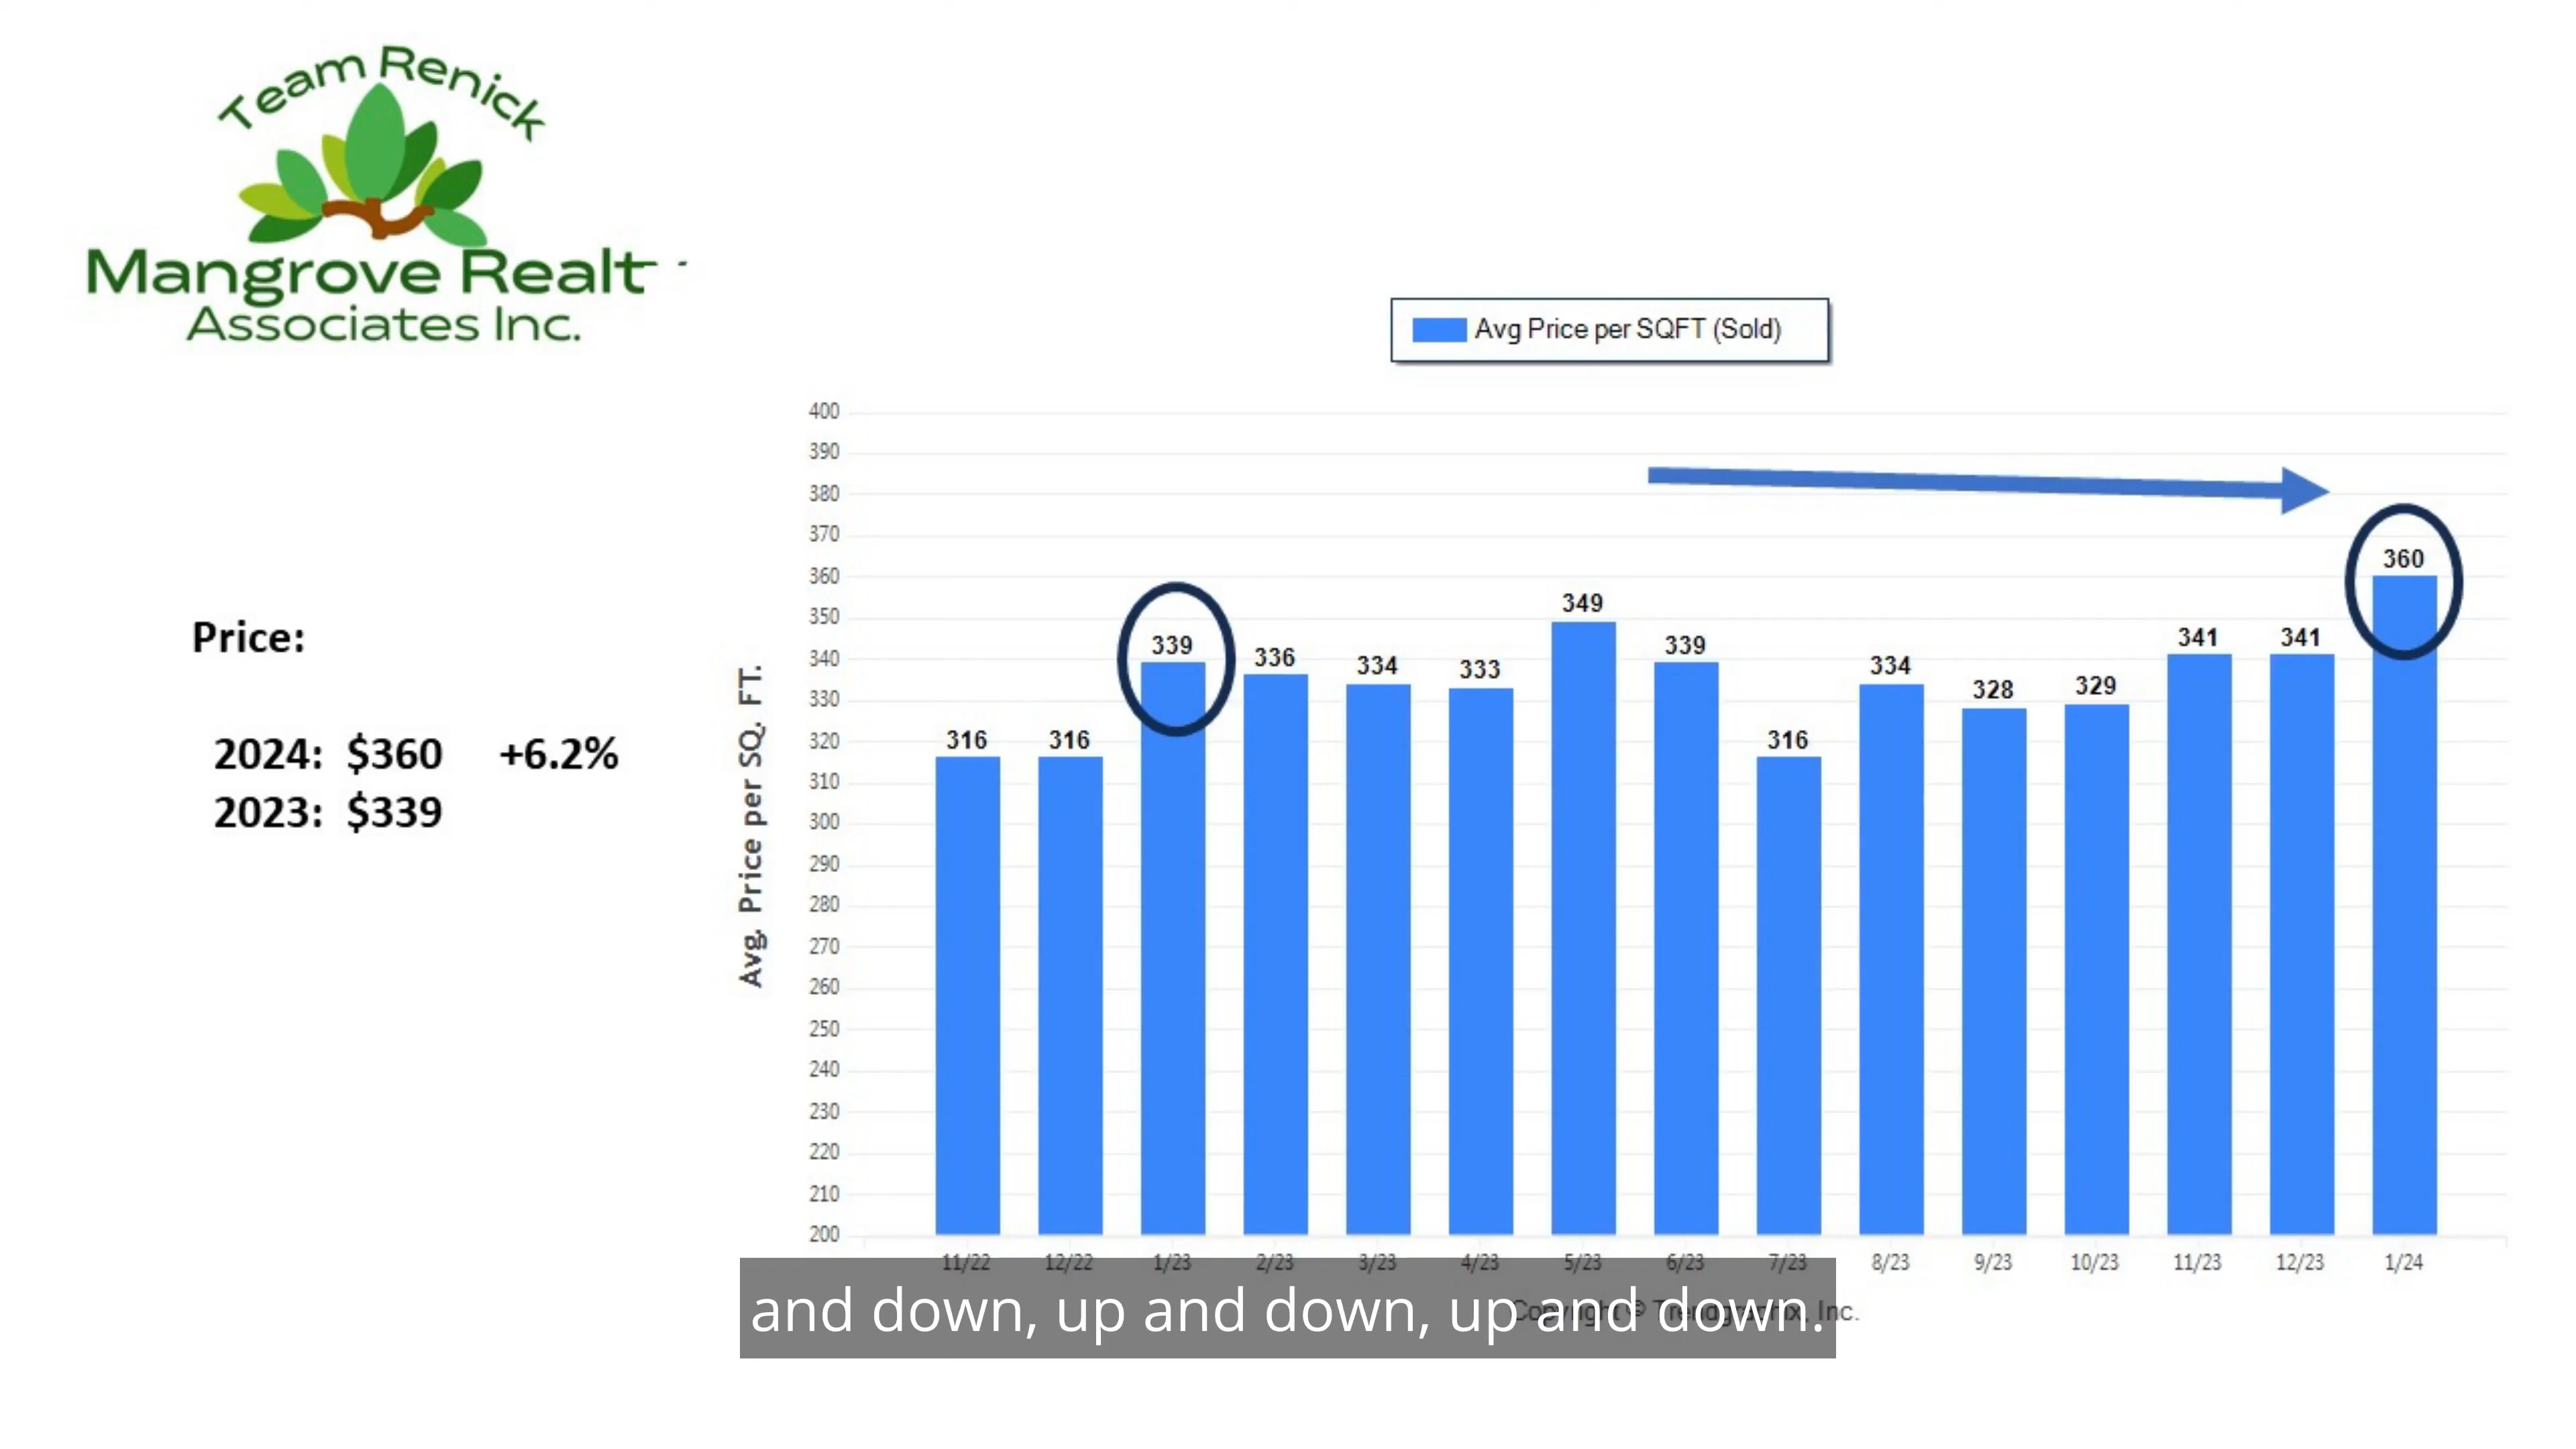 Team Renick
Mangrove Realt
Associates Inc.
Avg Price per SQFT (Sold)
Price:
2024: $360 +6.2%
2023: $339
Avg. Price per SQ. FT.
400
390
380
370
360
350
340
330
320
310
300
290
280
270
260
250
240
230
220
210
200
316 316 339 336 334 333 349 339 316 334 328 329 341 341 360
11/22 12/22 1/23 2/23 3/23 4/23 5/23 6/23 7/23 8/23 9/23 10/23 11/23 12/23 1/24
Copyright © Trendgraphix, Inc.
and down, up and down, up and down.